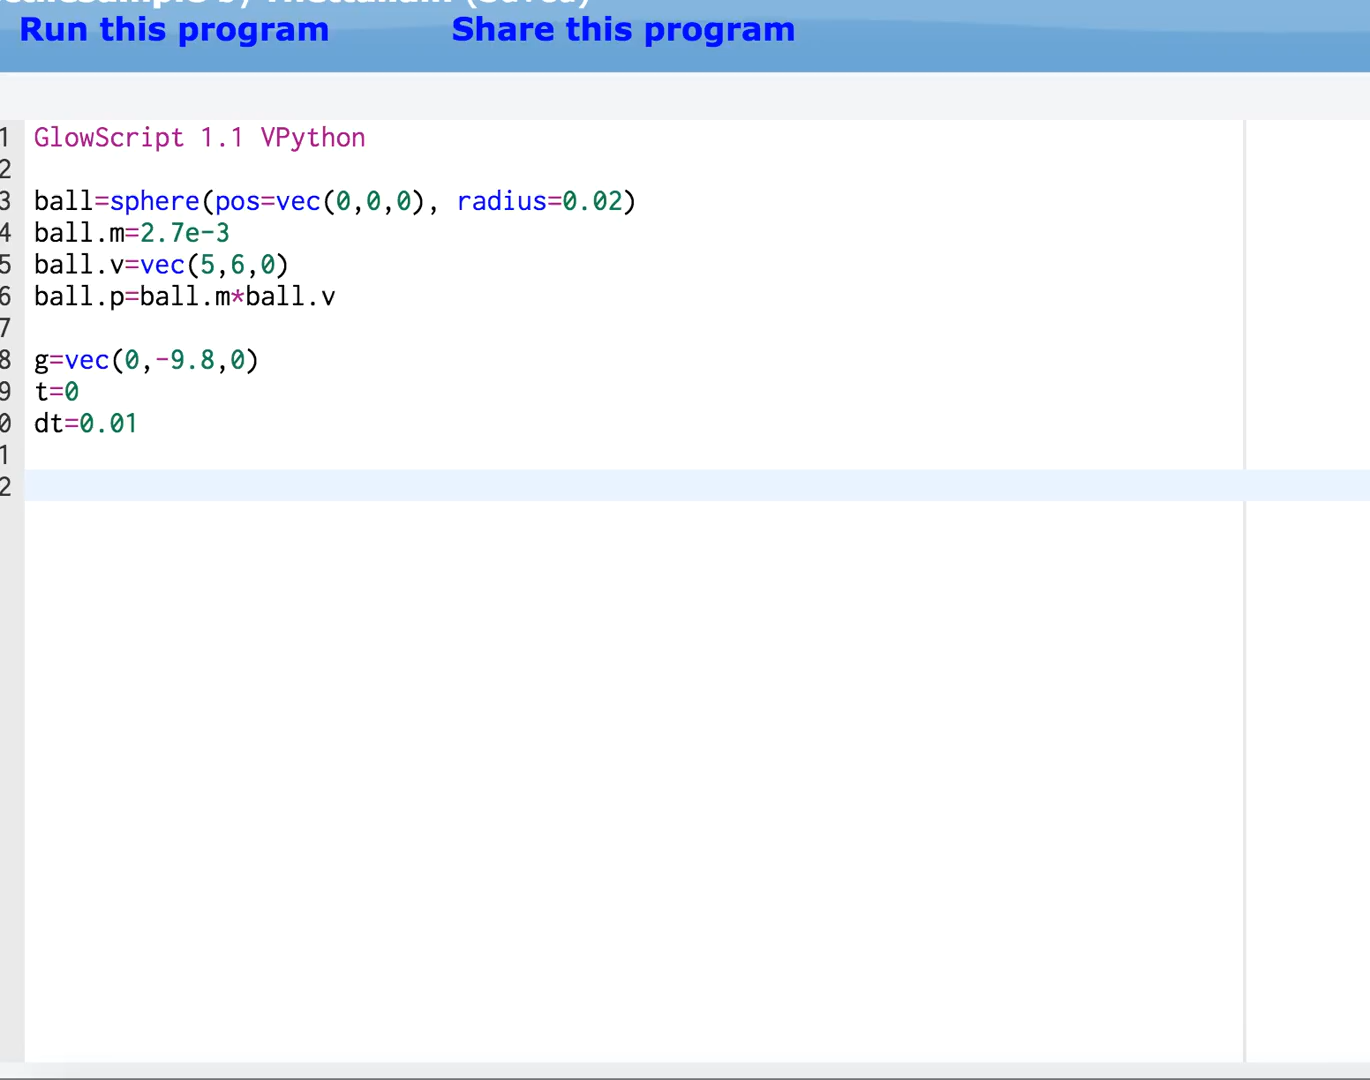 Run this program Share this program
1 GlowScript 1.1 VPython
2
3 ball=sphere(pos=vec(0,0,0), radius=0.02)
4 ball.m=2.7e-3
5 ball.v=vec(5,6,0)
6 ball.p=ball.m*ball.v
7
8 g=vec(0,-9.8,0)
9 t=0
0 dt=0.01
1
2